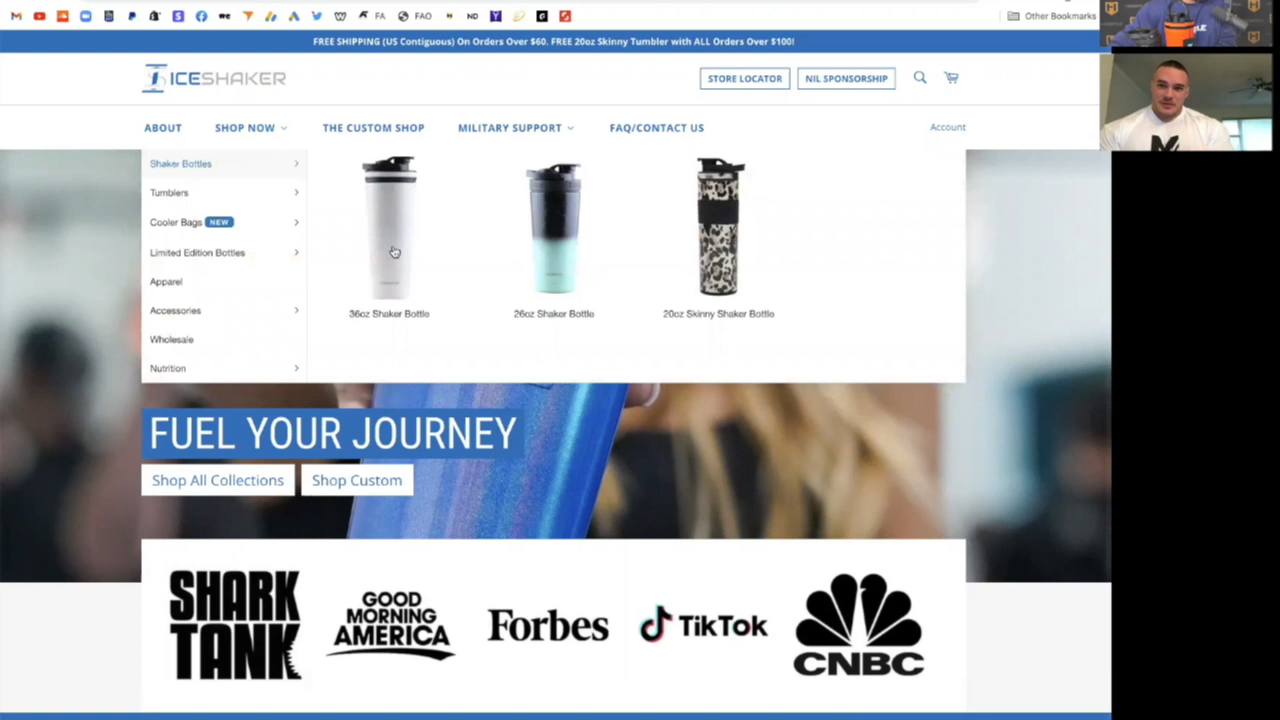 FA
FAO
ND
Other Bookmarks
FREE SHIPPING (US Contiguous) On Orders Over $60. FREE 20oz Skinny Tumbler with ALL Orders Over $100!
ICESHAKER
STORE LOCATOR
NIL SPONSORSHIP
ABOUT
SHOP NOW
THE CUSTOM SHOP
MILITARY SUPPORT
FAQ/CONTACT US
Account
Shaker Bottles
Tumblers
Cooler Bags NEW
Limited Edition Bottles
Apparel
Accessories
Wholesale
Nutrition
36oz Shaker Bottle
26oz Shaker Bottle
20oz Skinny Shaker Bottle
FUEL YOUR JOURNEY
Shop All Collections
Shop Custom
SHARK
TANK
GOOD
MORNING
AMERICA
Forbes
TikTok
CNBC